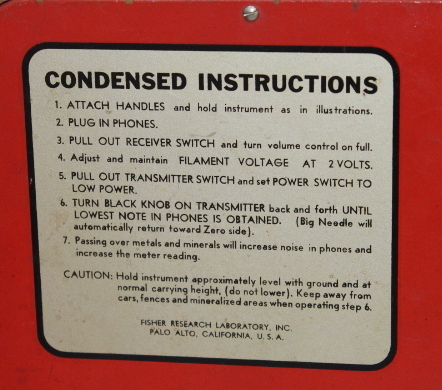 CONDENSED INSTRUCTIONS
1. ATTACH HANDLES and hold instrument as in illustrations.
2. PLUG IN PHONES.
3. PULL OUT RECEIVER SWITCH and turn volume control on full.
4. Adjust and maintain FILAMENT VOLTAGE AT 2 VOLTS.
5. PULL OUT TRANSMITTER SWITCH and set POWER SWITCH TO
LOW POWER.
6. TURN BLACK KNOB ON TRANSMITTER back and forth UNTIL
LOWEST NOTE IN PHONES IS OBTAINED. (Big Needle will
automatically return toward Zero side).
7. Passing over metals and minerals will increase noise in phones and
increase the meter reading.
CAUTION: Hold instrument approximately level with ground and at
normal carrying height, (do not lower). Keep away from
cars, fences and mineralized areas when operating step 6.
FISHER RESEARCH LABORATORY, INC.
PALO ALTO, CALIFORNIA, U. S. A.